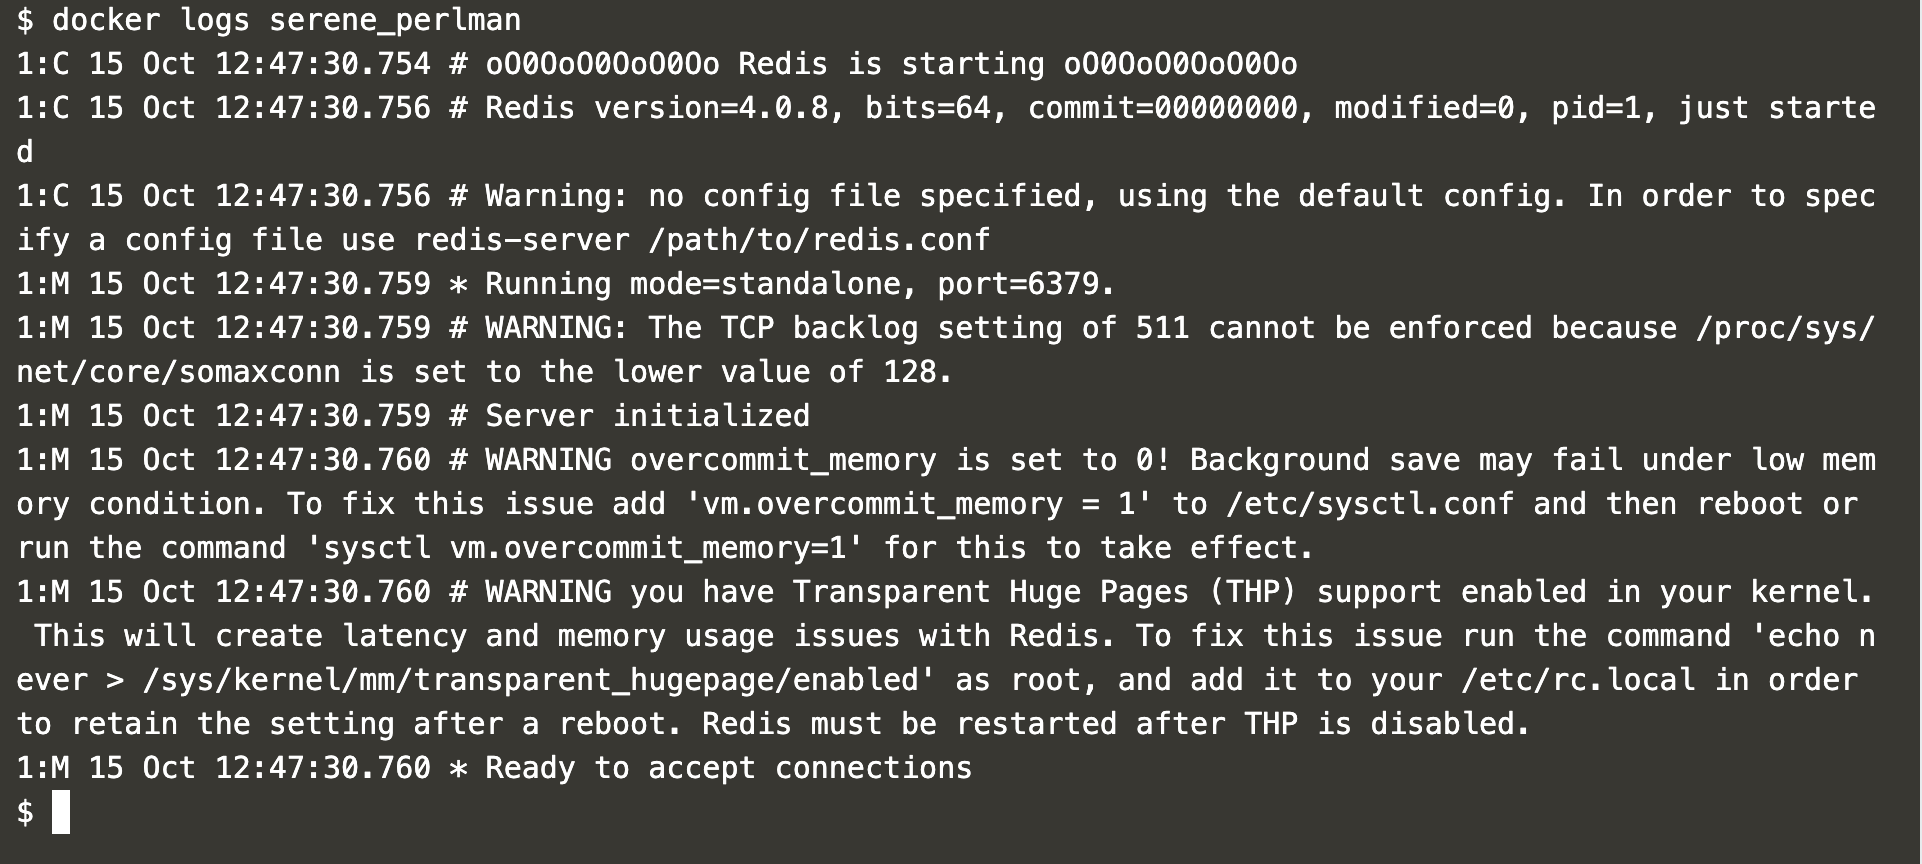 $ docker logs serene_perlman
1:C 15 Oct 12:47:30.754 # oO0OoO0OoO0Oo Redis is starting oO0OoO0OoO0Oo
1:C 15 Oct 12:47:30.756 # Redis version=4.0.8, bits=64, commit=00000000, modified=0, pid=1, just starte
d
1:C 15 Oct 12:47:30.756 # Warning: no config file specified, using the default config. In order to spec
ify a config file use redis-server /path/to/redis.conf
1:M 15 Oct 12:47:30.759 * Running mode=standalone, port=6379.
1:M 15 Oct 12:47:30.759 # WARNING: The TCP backlog setting of 511 cannot be enforced because /proc/sys/
net/core/somaxconn is set to the lower value of 128.
1:M 15 Oct 12:47:30.759 # Server initialized
1:M 15 Oct 12:47:30.760 # WARNING overcommit_memory is set to 0! Background save may fail under low mem
ory condition. To fix this issue add 'vm.overcommit_memory = 1' to /etc/sysctl.conf and then reboot or
run the command 'sysctl vm.overcommit_memory=1' for this to take effect.
1:M 15 Oct 12:47:30.760 # WARNING you have Transparent Huge Pages (THP) support enabled in your kernel.
 This will create latency and memory usage issues with Redis. To fix this issue run the command 'echo n
ever > /sys/kernel/mm/transparent_hugepage/enabled' as root, and add it to your /etc/rc.local in order
to retain the setting after a reboot. Redis must be restarted after THP is disabled.
1:M 15 Oct 12:47:30.760 * Ready to accept connections
$